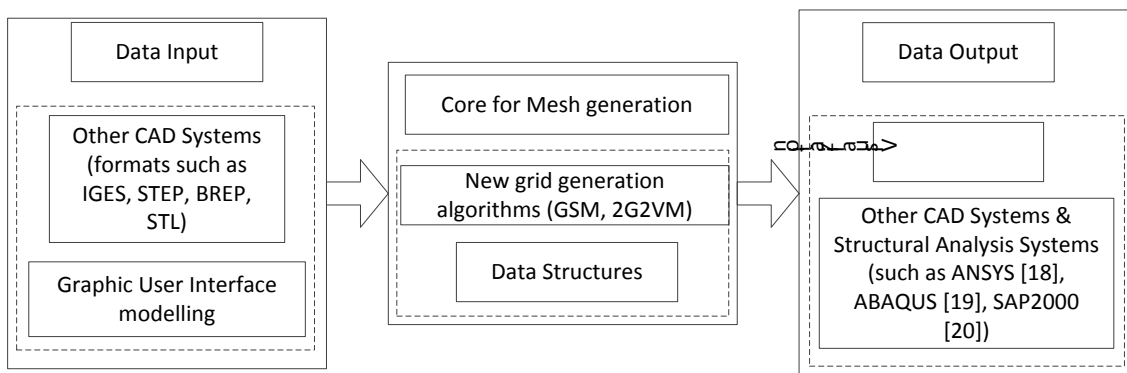 Data Input
Other CAD Systems
(formats such as
IGES, STEP, BREP,
STL)
Graphic User Interface
modelling
Core for Mesh generation
New grid generation
algorithms (GSM, 2G2VM)
Data Structures
Data Output
Other CAD Systems &
Structural Analysis Systems
(such as ANSYS [18],
ABAQUS [19], SAP2000
[20])